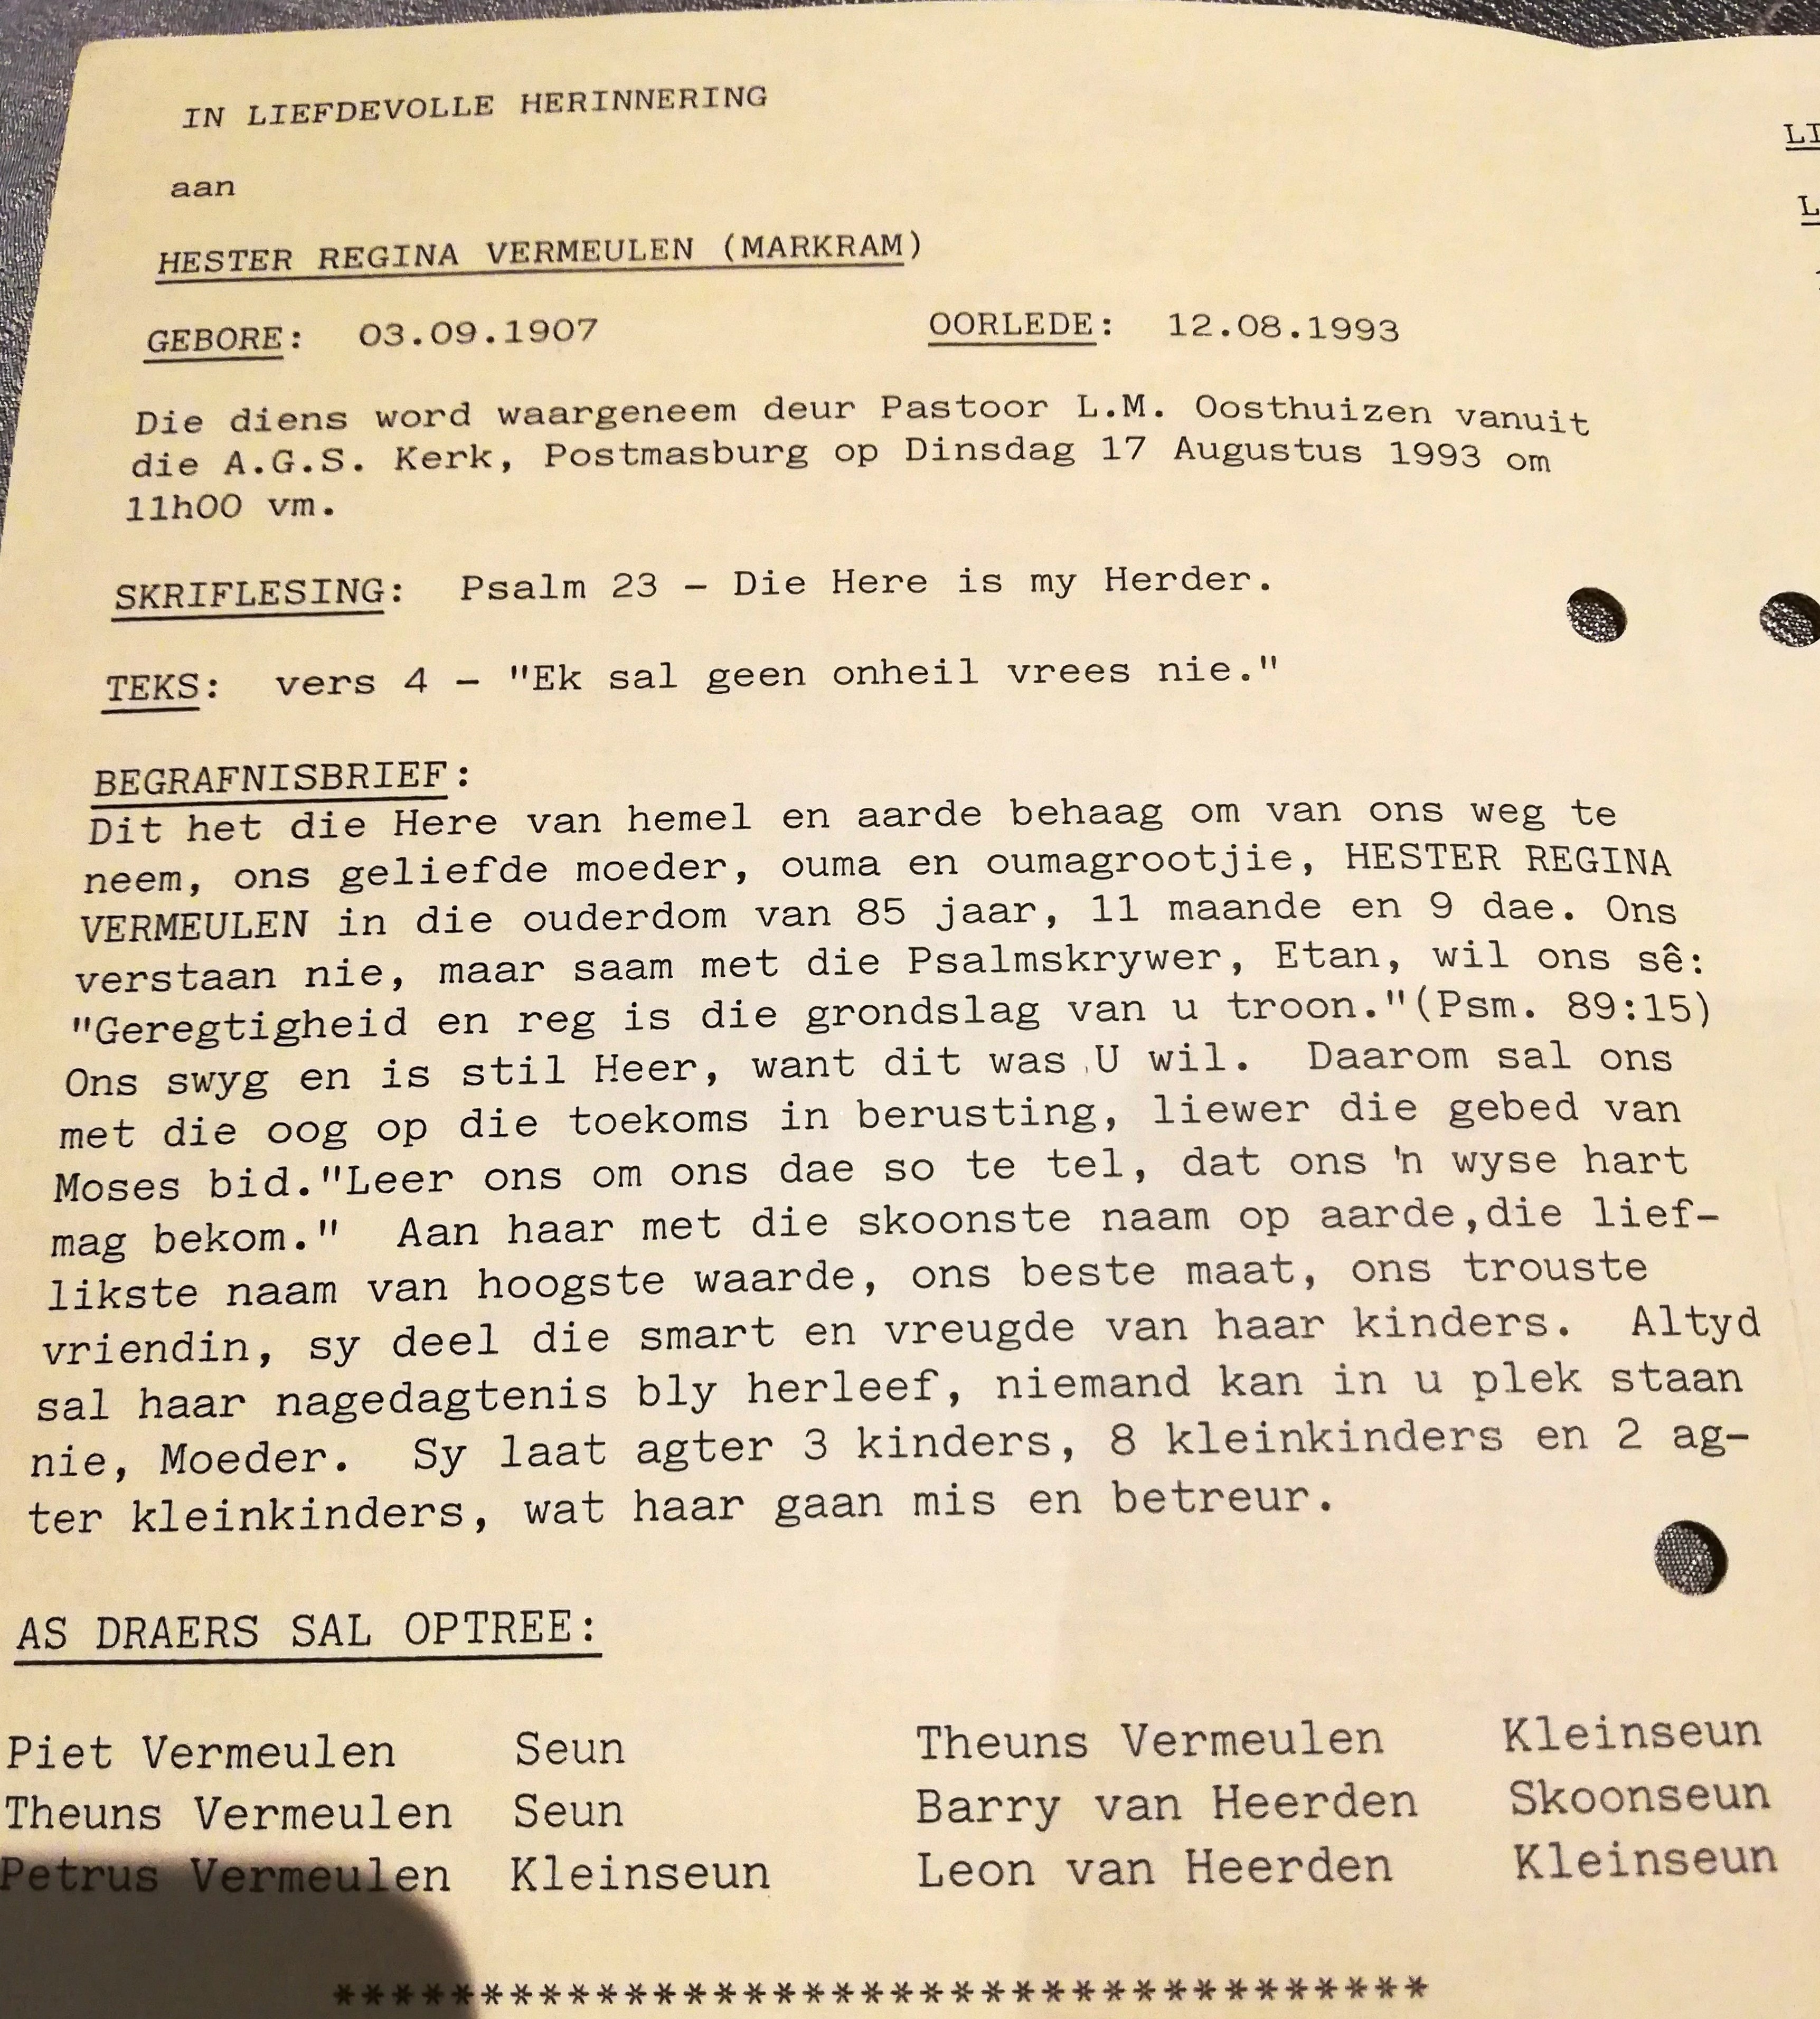 IN LIEFDEVOLLE HERINNERING
aan
HESTER REGINA VERMEULEN (MARKRAM)
GEBORE: 03.09.1907 OORLEDE: 12.08.1993
Die diens word waargeneem deur Pastoor L.M. Oosthuizen vanuit
die A.G.S. Kerk, Postmasburg op Dinsdag 17 Augustus 1993 om
11h00 vm.
SKRIFLESING: Psalm 23 - Die Here is my Herder.
TEKS: vers 4 - "Ek sal geen onheil vrees nie."
BEGRAFNISBRIEF:
Dit het die Here van hemel en aarde behaag om van ons weg te
neem, ons geliefde moeder, ouma en oumagrootjie, HESTER REGINA
VERMEULEN in die ouderdom van 85 jaar, 11 maande en 9 dae. Ons
verstaan nie, maar saam met die Psalmskrywer, Etan, wil ons sê:
"Geregtigheid en reg is die grondslag van u troon."(Psm. 89:15)
Ons swyg en is stil Heer, want dit was U wil. Daarom sal ons
met die oog op die toekoms in berusting, liewer die gebed van
Moses bid."Leer ons om ons dae so te tel, dat ons 'n wyse hart
mag bekom." Aan haar met die skoonste naam op aarde,die lief-
likste naam van hoogste waarde, ons beste maat, ons trouste
vriendin, sy deel die smart en vreugde van haar kinders. Altyd
sal haar nagedagtenis bly herleef, niemand kan in u plek staan
nie, Moeder. Sy laat agter 3 kinders, 8 kleinkinders en 2 ag-
ter kleinkinders, wat haar gaan mis en betreur.
AS DRAERS SAL OPTREE:
Piet Vermeulen Seun Theuns Vermeulen Kleinseun
Theuns Vermeulen Seun Barry van Heerden Skoonseun
Petrus Vermeulen Kleinseun Leon van Heerden Kleinseun
*************************************